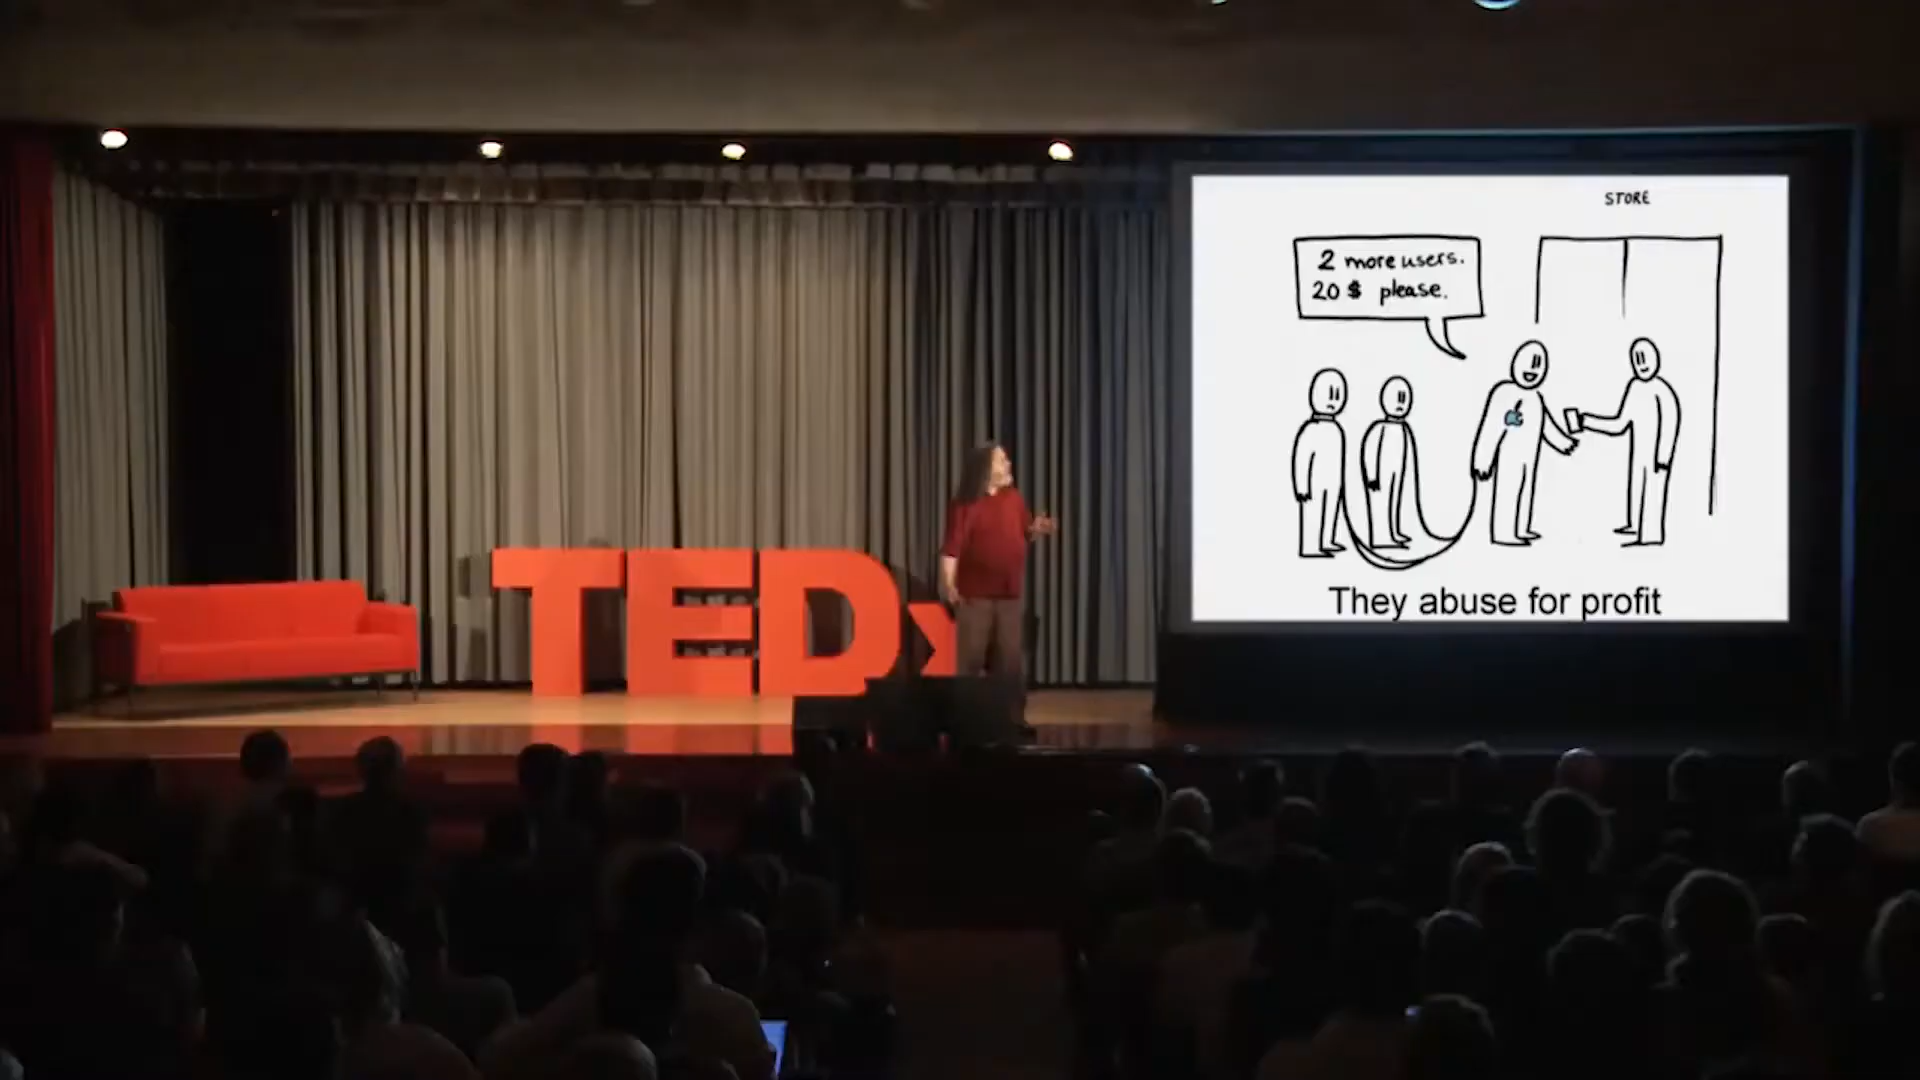 STORE
2 more users.
20 $ please.
They abuse for profit
TEDx